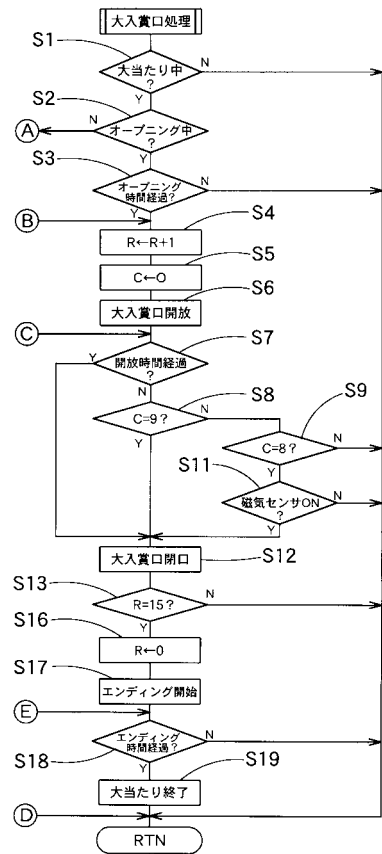 大入賞口処理
S1
大当たり中
?
N
Y
S2
A
N
オープニング中
?
Y
S3
オープニング
時間経過?
N
Y
B
S4
R←R+1
S5
C←0
S6
大入賞口開放
C
S7
Y
開放時間経過
?
N
S8
C=9?
N
Y
S9
C=8?
N
Y
S11
磁気センサON
?
N
Y
大入賞口閉口
S12
S13
R=15?
N
Y
S16
R←0
S17
エンディング開始
E
エンディング
時間経過?
N
S18
Y
S19
大当たり終了
D
RTN